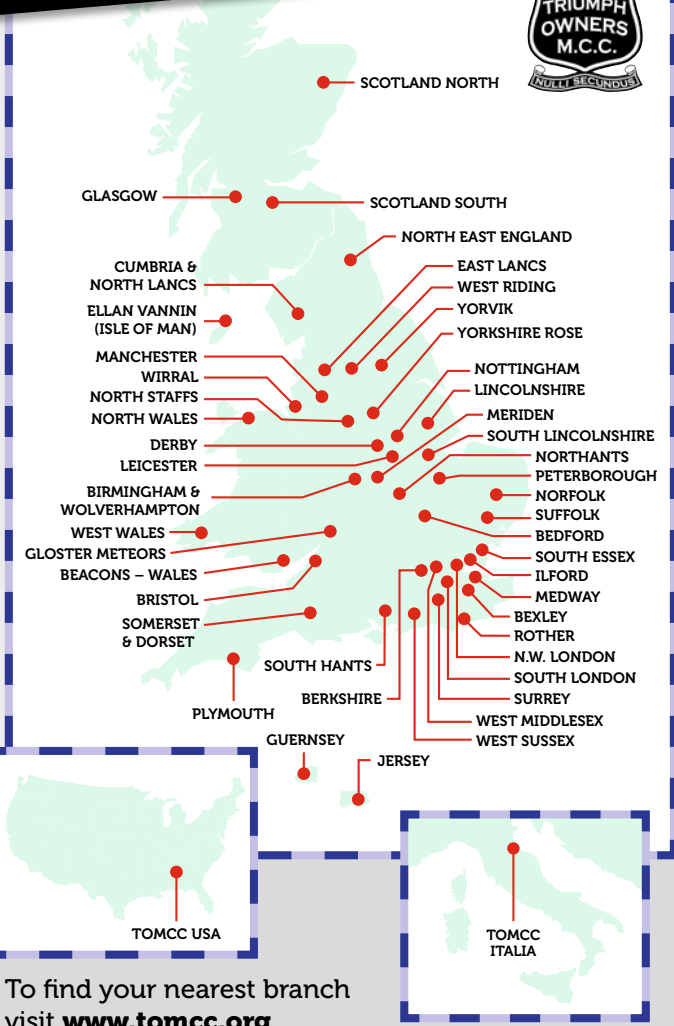 TRIUMPH
OWNERS
M.C.C.
NULLI SECUNDUS
SCOTLAND NORTH
GLASGOW
SCOTLAND SOUTH
NORTH EAST ENGLAND
CUMBRIA &
NORTH LANCS
EAST LANCS
WEST RIDING
ELLAN VANNIN
(ISLE OF MAN)
YORVIK
YORKSHIRE ROSE
MANCHESTER
WIRRAL
NORTH STAFFS
NORTH WALES
NOTTINGHAM
LINCOLNSHIRE
MERIDEN
SOUTH LINCOLNSHIRE
DERBY
LEICESTER
NORTHANTS
PETERBOROUGH
BIRMINGHAM &
WOLVERHAMPTON
NORFOLK
SUFFOLK
WEST WALES
BEDFORD
GLOSTER METEORS
SOUTH ESSEX
BEACONS – WALES
ILFORD
BRISTOL
MEDWAY
SOMERSET
& DORSET
BEXLEY
ROTHER
SOUTH HANTS
N.W. LONDON
SOUTH LONDON
BERKSHIRE
SURREY
PLYMOUTH
WEST MIDDLESEX
GUERNSEY
WEST SUSSEX
JERSEY
TOMCC USA
TOMCC
ITALIA
To find your nearest branch
visit www.tomcc.org